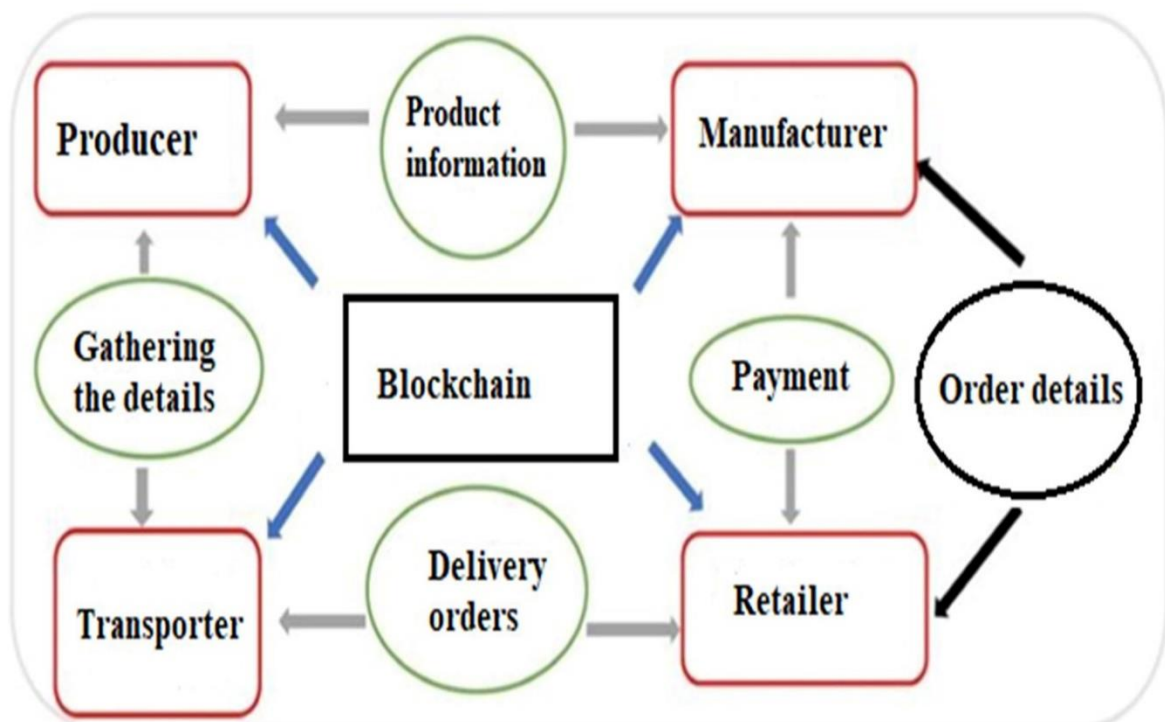 Producer
Product
information
Manufacturer
Gathering
the details
Blockchain
Payment
Order details
Transporter
Delivery
orders
Retailer